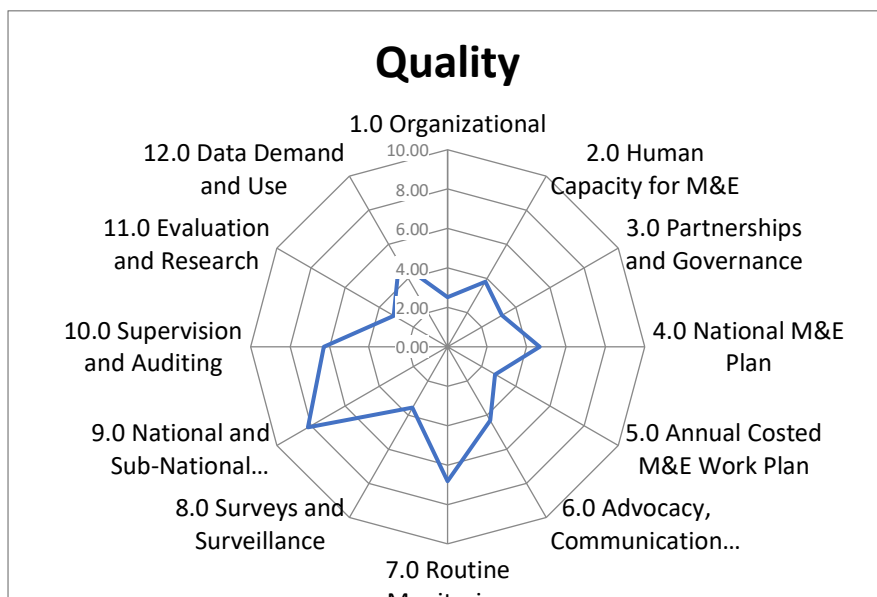 Quality
1.0 Organizational
2.0 Human
Capacity for M&E
3.0 Partnerships
and Governance
4.0 National M&E
Plan
5.0 Annual Costed
M&E Work Plan
6.0 Advocacy,
Communication...
7.0 Routine
8.0 Surveys and
Surveillance
9.0 National and
Sub-National...
10.0 Supervision
and Auditing
11.0 Evaluation
and Research
12.0 Data Demand
and Use
10.00
8.00
6.00
4.00
2.00
0.00